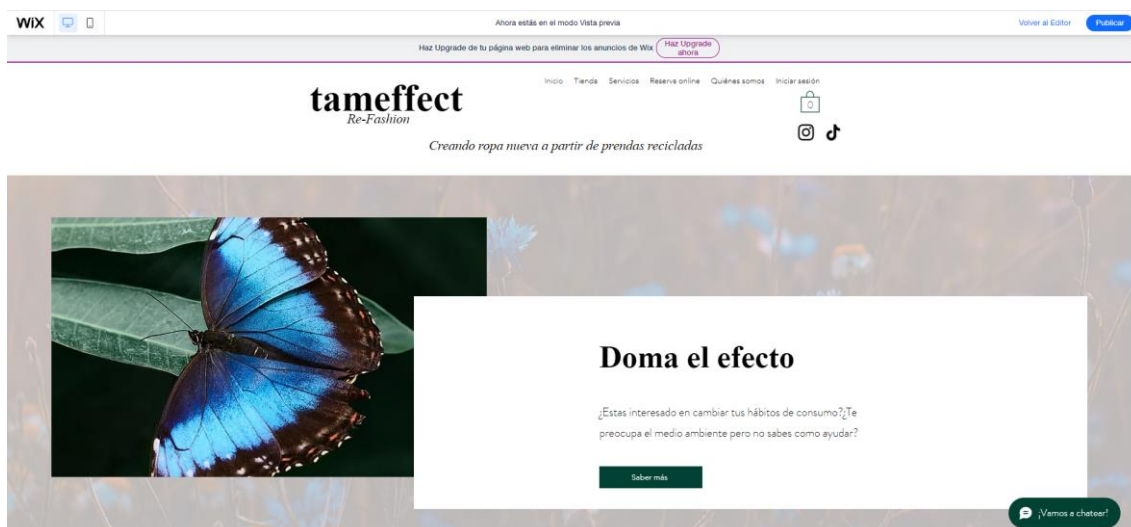 WiX
Ahora estás en el modo Vista previa
Volver al Editor
Publicar
Haz Upgrade de tu página web para eliminar los anuncios de Wix
Haz Upgrade
ahora
Inicio Tienda Servicios Reserva online Quiénes somos Iniciar sesión
tameffect
Re-Fashion
0
Creando ropa nueva a partir de prendas recicladas
Doma el efecto
¿Estas interesado en cambiar tus hábitos de consumo?¿Te
preocupa el medio ambiente pero no sabes como ayudar?
Saber más
¡Vamos a chatear!